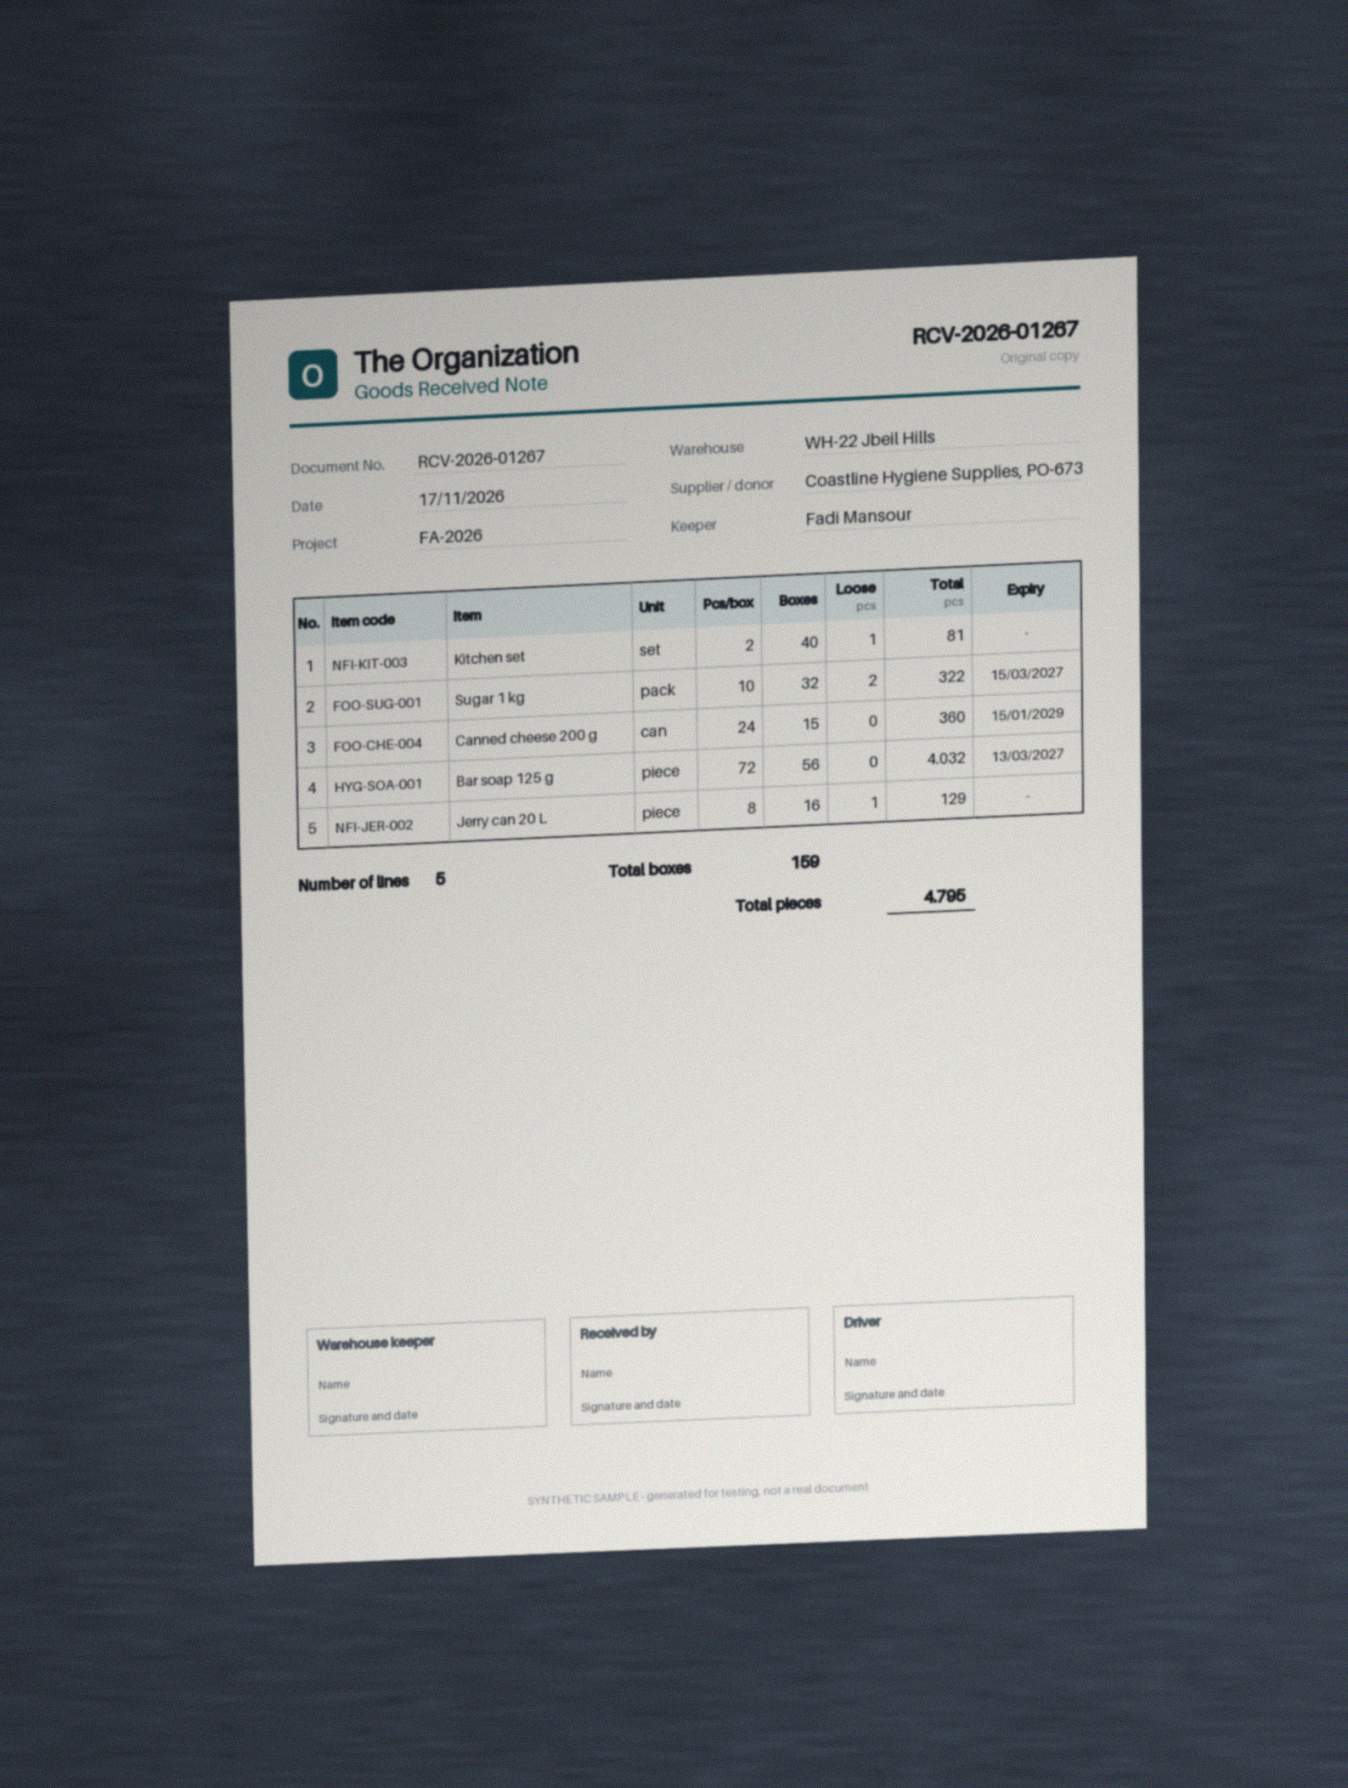 O
The Organization
Goods Received Note
RCV-2026-01267
Original copy
Document No. RCV-2026-01267
Date 17/11/2026
Project FA-2026
Warehouse WH-22 Jbeil Hills
Supplier / donor Coastline Hygiene Supplies, PO-673
Keeper Fadi Mansour
No. Item code Item Unit Pcs/box Boxes Loose pcs Total pcs Expiry
1 NFI-KIT-003 Kitchen set set 2 40 1 81 -
2 FOO-SUG-001 Sugar 1 kg pack 10 32 2 322 15/03/2027
3 FOO-CHE-004 Canned cheese 200 g can 24 15 0 360 15/01/2029
4 HYG-SOA-001 Bar soap 125 g piece 72 56 0 4.032 13/03/2027
5 NFI-JER-002 Jerry can 20 L piece 8 16 1 129 -
Number of lines 5 Total boxes 159
Total pieces 4.795
Warehouse keeper
Name
Signature and date
Received by
Name
Signature and date
Driver
Name
Signature and date
SYNTHETIC SAMPLE - generated for testing, not a real document